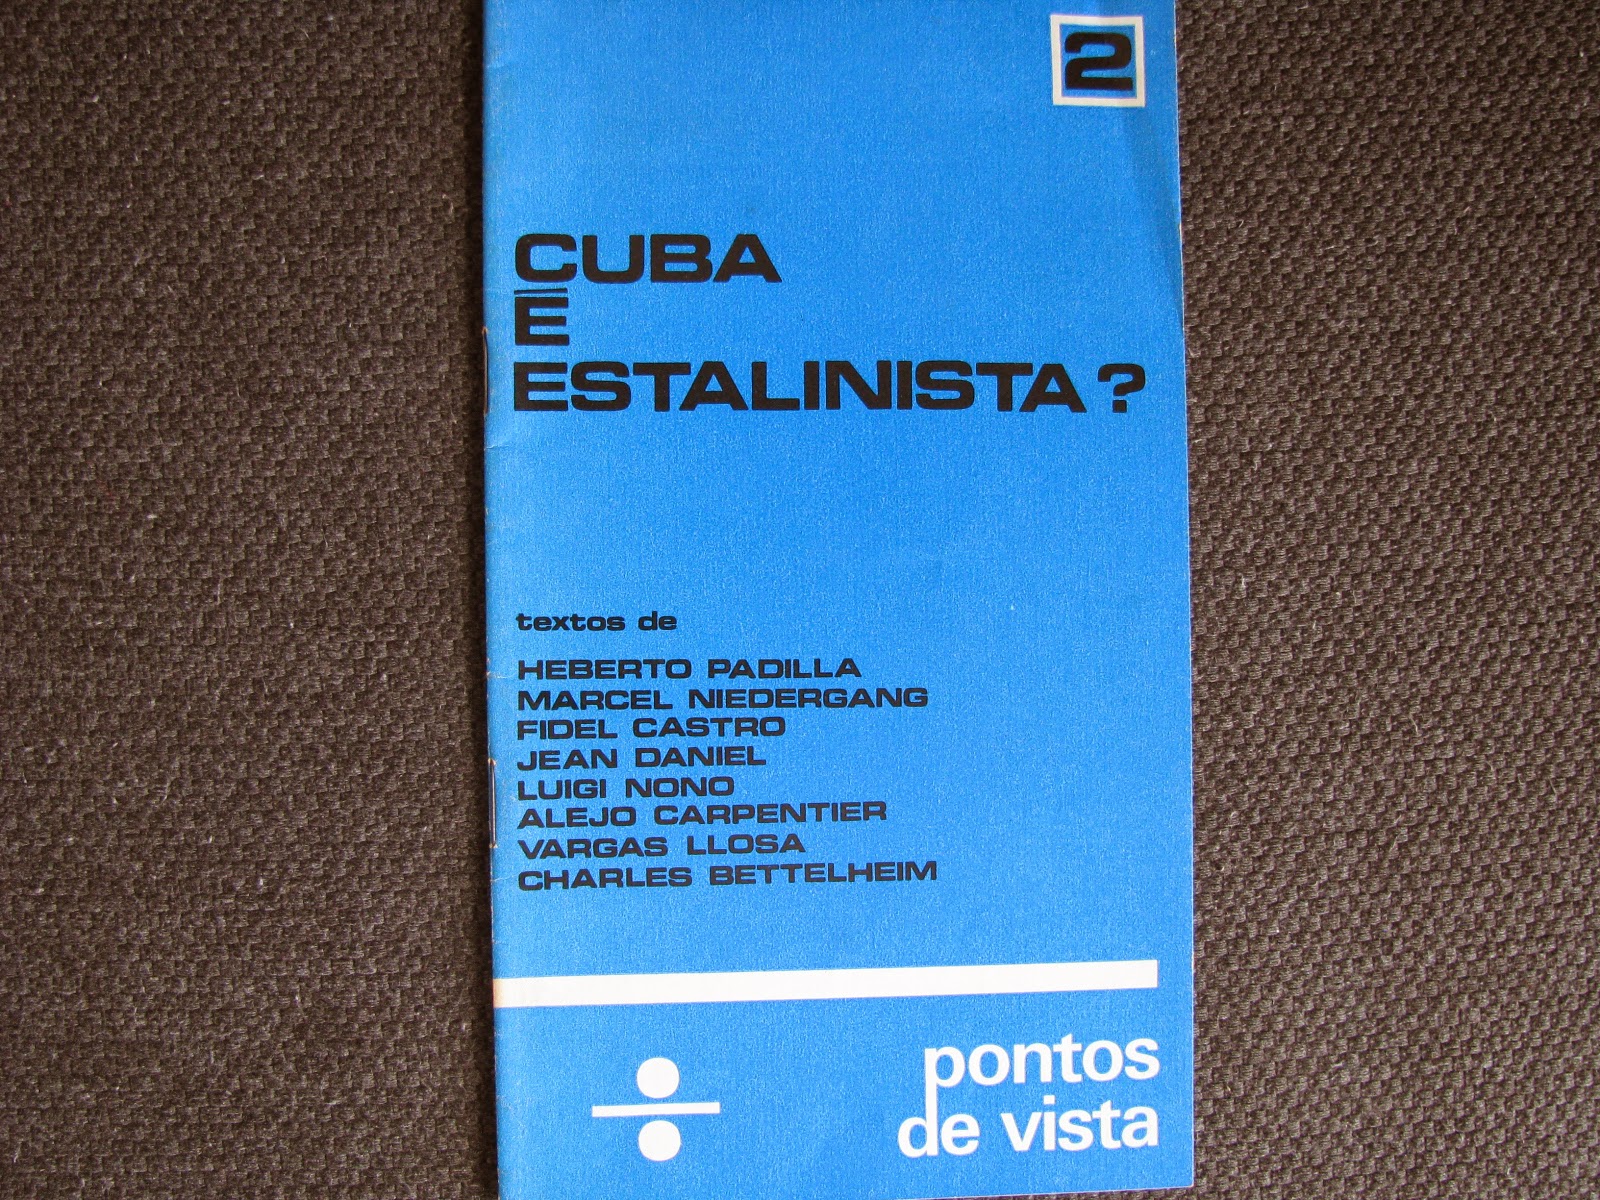 2
CUBA
É
ESTALINISTA?
textos de
HEBERTO PADILLA
MARCEL NIEDERGANG
FIDEL CASTRO
JEAN DANIEL
LUIGI NONO
ALEJO CARPENTIER
VARGAS LLOSA
CHARLES BETTELHEIM
pontos
de vista